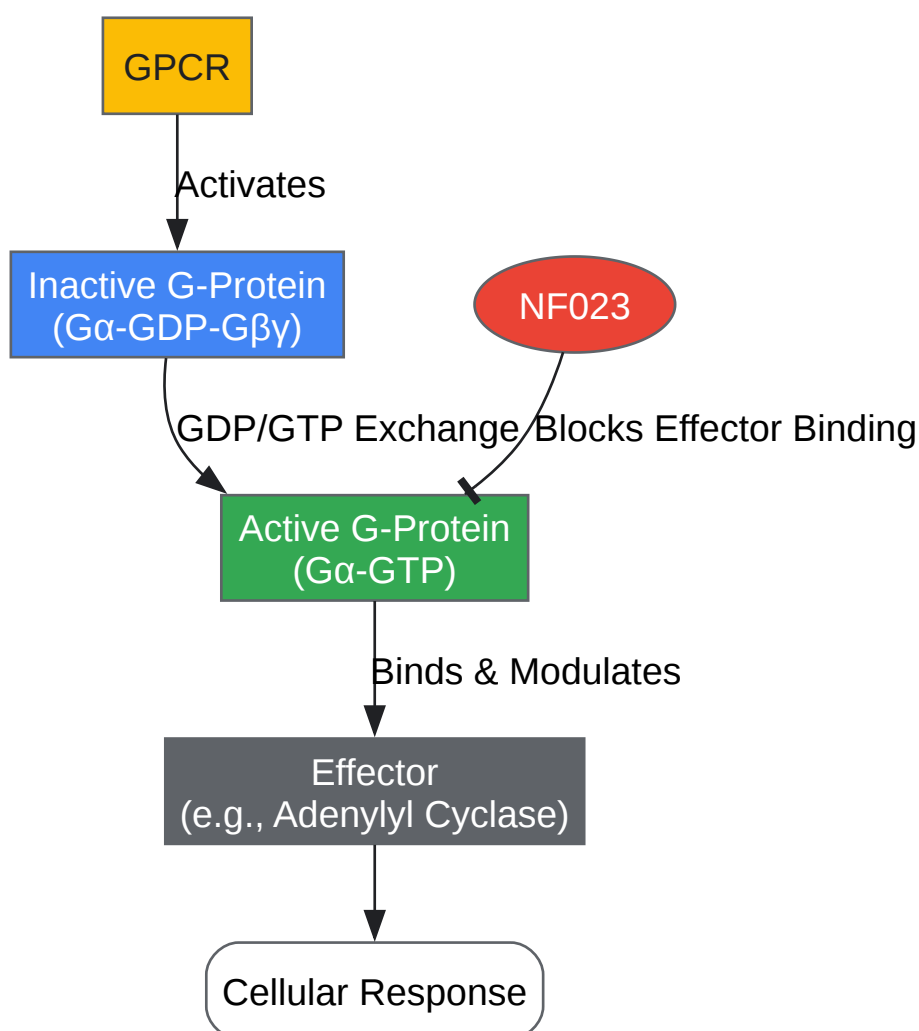 GPCR
Activates
Inactive G-Protein
(Gα-GDP-Gβγ)
NF023
GDP/GTP Exchange
Blocks Effector Binding
Active G-Protein
(Gα-GTP)
Binds & Modulates
Effector
(e.g., Adenylyl Cyclase)
Cellular Response